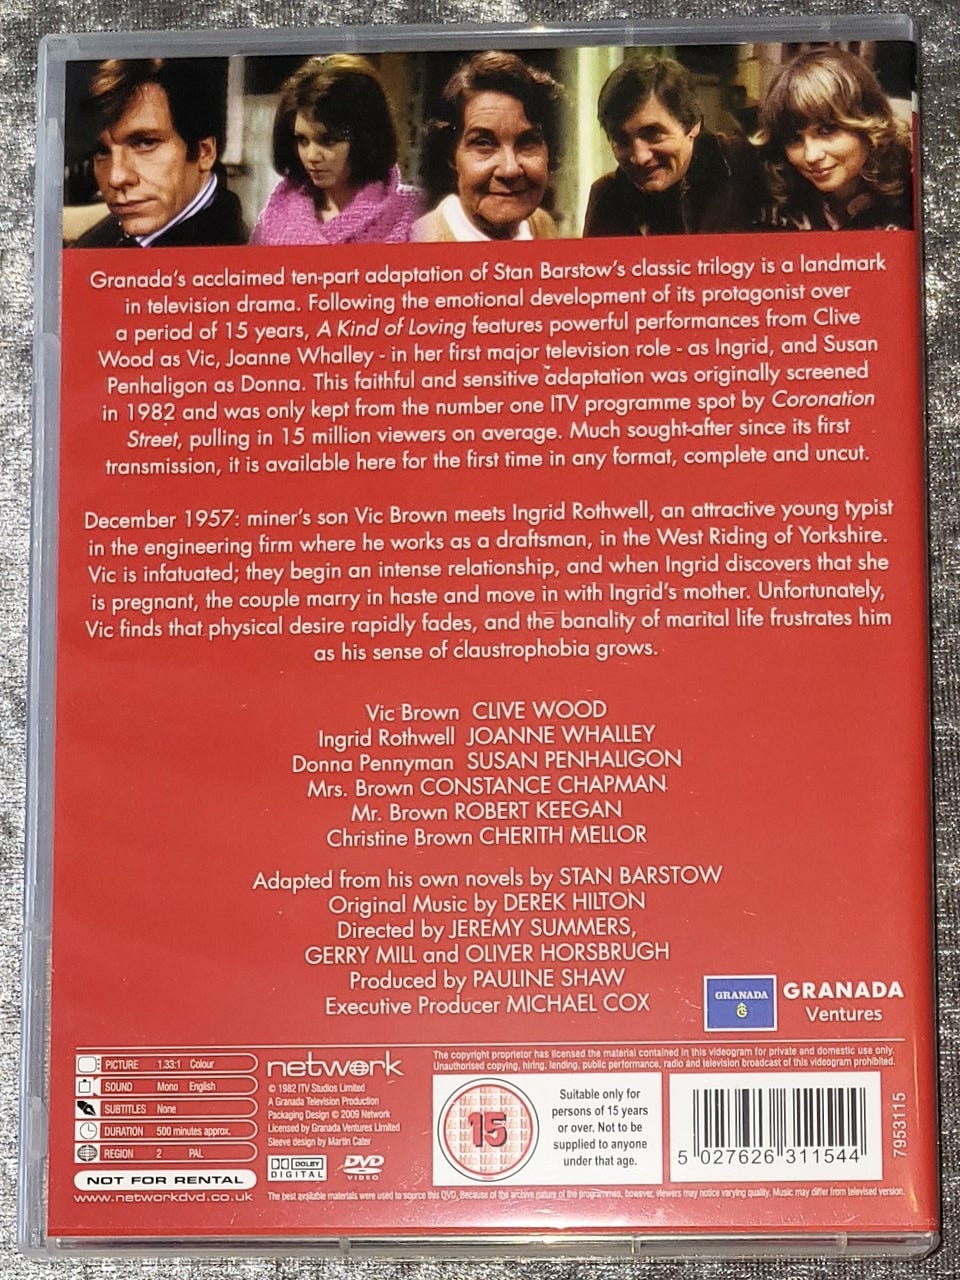 Granada's acclaimed ten-part adaptation of Stan Barstow's classic trilogy is a landmark
in television drama. Following the emotional development of its protagonist over
a period of 15 years, A Kind of Loving features powerful performances from Clive
Wood as Vic, Joanne Whalley - in her first major television role - as Ingrid, and Susan
Penhaligon as Donna. This faithful and sensitive adaptation was originally screened
in 1982 and was only kept from the number one ITV programme spot by Coronation
Street, pulling in 15 million viewers on average. Much sought-after since its first
transmission, it is available here for the first time in any format, complete and uncut.
December 1957: miner's son Vic Brown meets Ingrid Rothwell, an attractive young typist
in the engineering firm where he works as a draftsman, in the West Riding of Yorkshire.
Vic is infatuated; they begin an intense relationship, and when Ingrid discovers that she
is pregnant, the couple marry in haste and move in with Ingrid's mother. Unfortunately,
Vic finds that physical desire rapidly fades, and the banality of marital life frustrates him
as his sense of claustrophobia grows.
Vic Brown CLIVE WOOD
Ingrid Rothwell JOANNE WHALLEY
Donna Pennyman SUSAN PENHALIGON
Mrs. Brown CONSTANCE CHAPMAN
Mr. Brown ROBERT KEEGAN
Christine Brown CHERITH MELLOR
Adapted from his own novels by STAN BARSTOW
Original Music by DEREK HILTON
Directed by JEREMY SUMMERS,
GERRY MILL and OLIVER HORSBRUGH
Produced by PAULINE SHAW
Executive Producer MICHAEL COX
GRANADA
G
GRANADA
Ventures
PICTURE 1.33:1 Colour
SOUND Mono English
SUBTITLES None
DURATION 500 minutes approx.
REGION 2 PAL
NOT FOR RENTAL
www.networkdvd.co.uk
network
© 1982 ITV Studios Limited
A Granada Television Production
Packaging Design © 2009 Network
Licensed by Granada Ventures Limited
Sleeve design by Martin Cater
DOLBY
DIGITAL
DVD
VIDEO
The copyright proprietor has licensed the material contained in this videogram for private and domestic use only.
Unauthorised copying, hiring, lending, public performance, radio and television broadcast of this videogram prohibited.
15
Suitable only for
persons of 15 years
or over. Not to be
supplied to anyone
under that age.
5 027626 311544
7953115
The best available materials were used to source this DVD. Because of the archive nature of the programmes, however, viewers may notice varying quality. Music may differ from televised version.